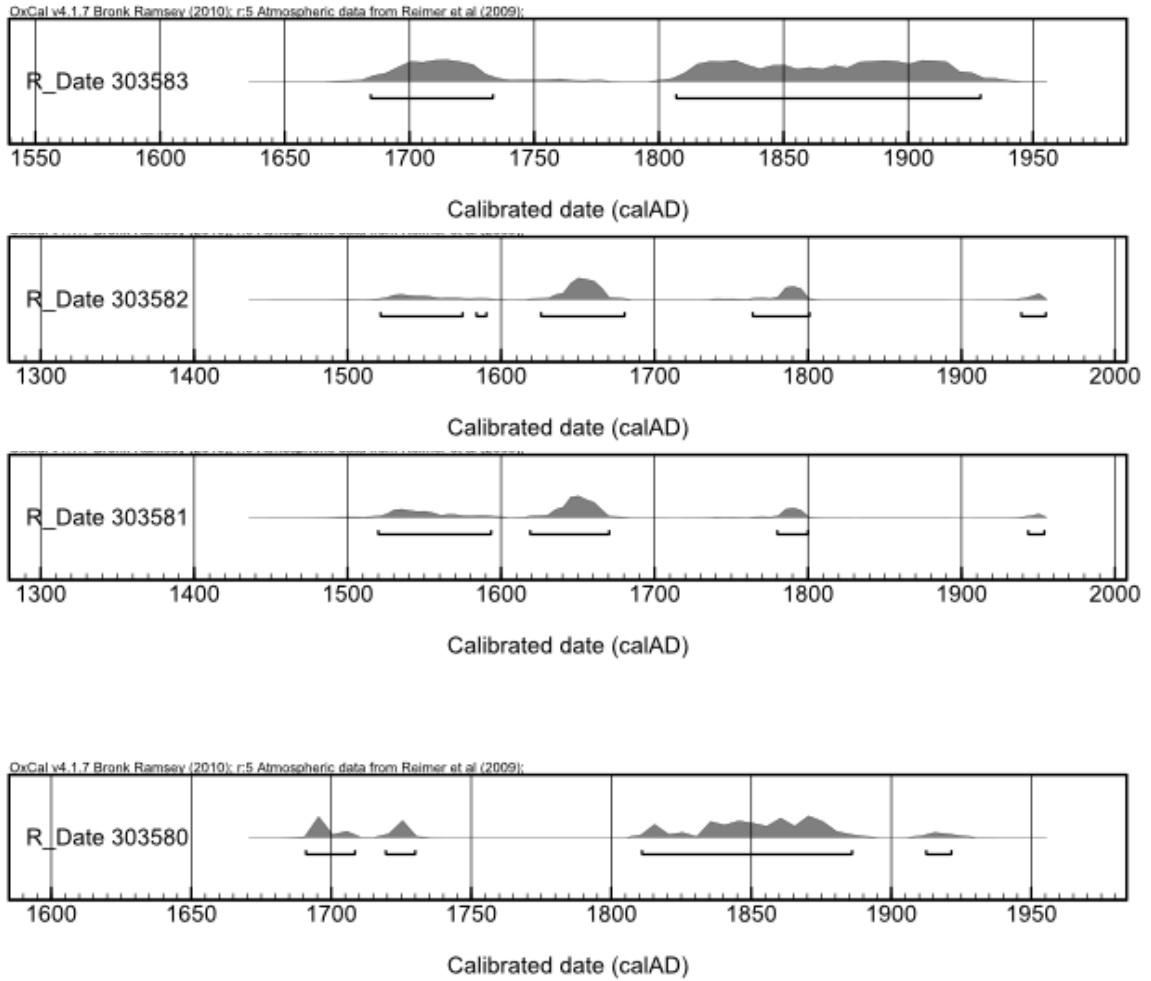 OxCal v4.1.7 Bronk Ramsey (2010); r:5 Atmospheric data from Reimer et al (2009);
R_Date 303583
1550 1600 1650 1700 1750 1800 1850 1900 1950
Calibrated date (calAD)
R_Date 303582
1300 1400 1500 1600 1700 1800 1900 2000
Calibrated date (calAD)
R_Date 303581
1300 1400 1500 1600 1700 1800 1900 2000
Calibrated date (calAD)
OxCal v4.1.7 Bronk Ramsey (2010); r:5 Atmospheric data from Reimer et al (2009);
R_Date 303580
1600 1650 1700 1750 1800 1850 1900 1950
Calibrated date (calAD)